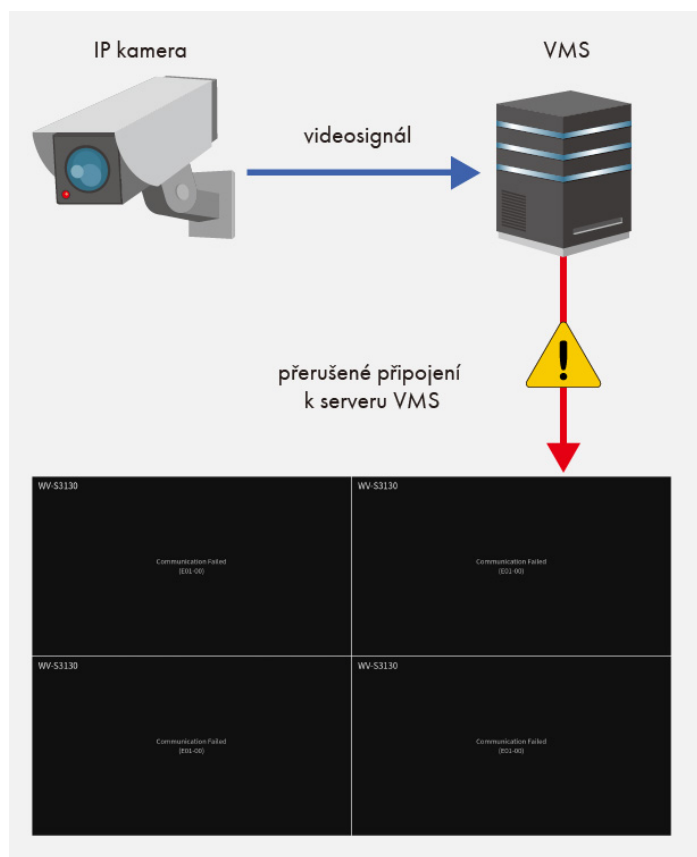 IP kamera
VMS
videosignál
přerušené připojení
k serveru VMS
WV-S3130
Communication Failed
(E01-00)
WV-S3130
Communication Failed
(E01-00)
WV-S3130
Communication Failed
(E01-00)
WV-S3130
Communication Failed
(E01-00)